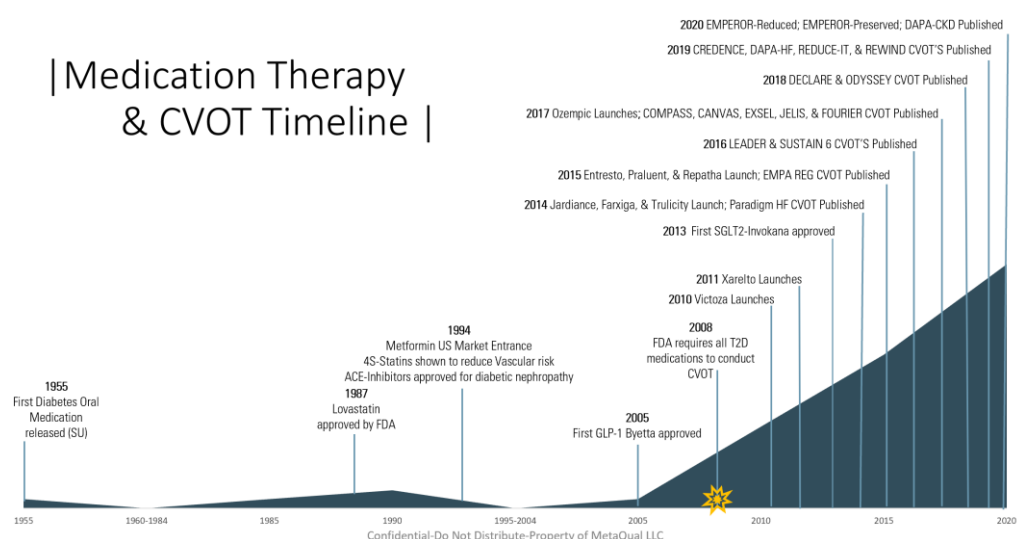 |Medication Therapy
& CVOT Timeline |
2020 EMPEROR-Reduced; EMPEROR-Preserved; DAPA-CKD Published
2019 CREDENCE, DAPA-HF, REDUCE-IT, & REWIND CVOT'S Published
2018 DECLARE & ODYSSEY CVOT Published
2017 Ozempic Launches; COMPASS, CANVAS, EXSEL, JELIS, & FOURIER CVOT Published
2016 LEADER & SUSTAIN 6 CVOT'S Published
2015 Entresto, Praluent, & Repatha Launch; EMPA REG CVOT Published
2014 Jardiance, Farxiga, & Trulicity Launch; Paradigm HF CVOT Published
2013 First SGLT2-Invokana approved
2011 Xarelto Launches
2010 Victoza Launches
2008
FDA requires all T2D
medications to conduct
CVOT
1994
Metformin US Market Entrance
4S-Statins shown to reduce Vascular risk
ACE-Inhibitors approved for diabetic nephropathy
1987
Lovastatin
approved by FDA
1955
First Diabetes Oral
Medication
released (SU)
2005
First GLP-1 Byetta approved
1955
1960-1984
1985
1990
1995-2004
2005
2010
2015
2020
Confidential-Do Not Distribute-Property of MetaQual LLC